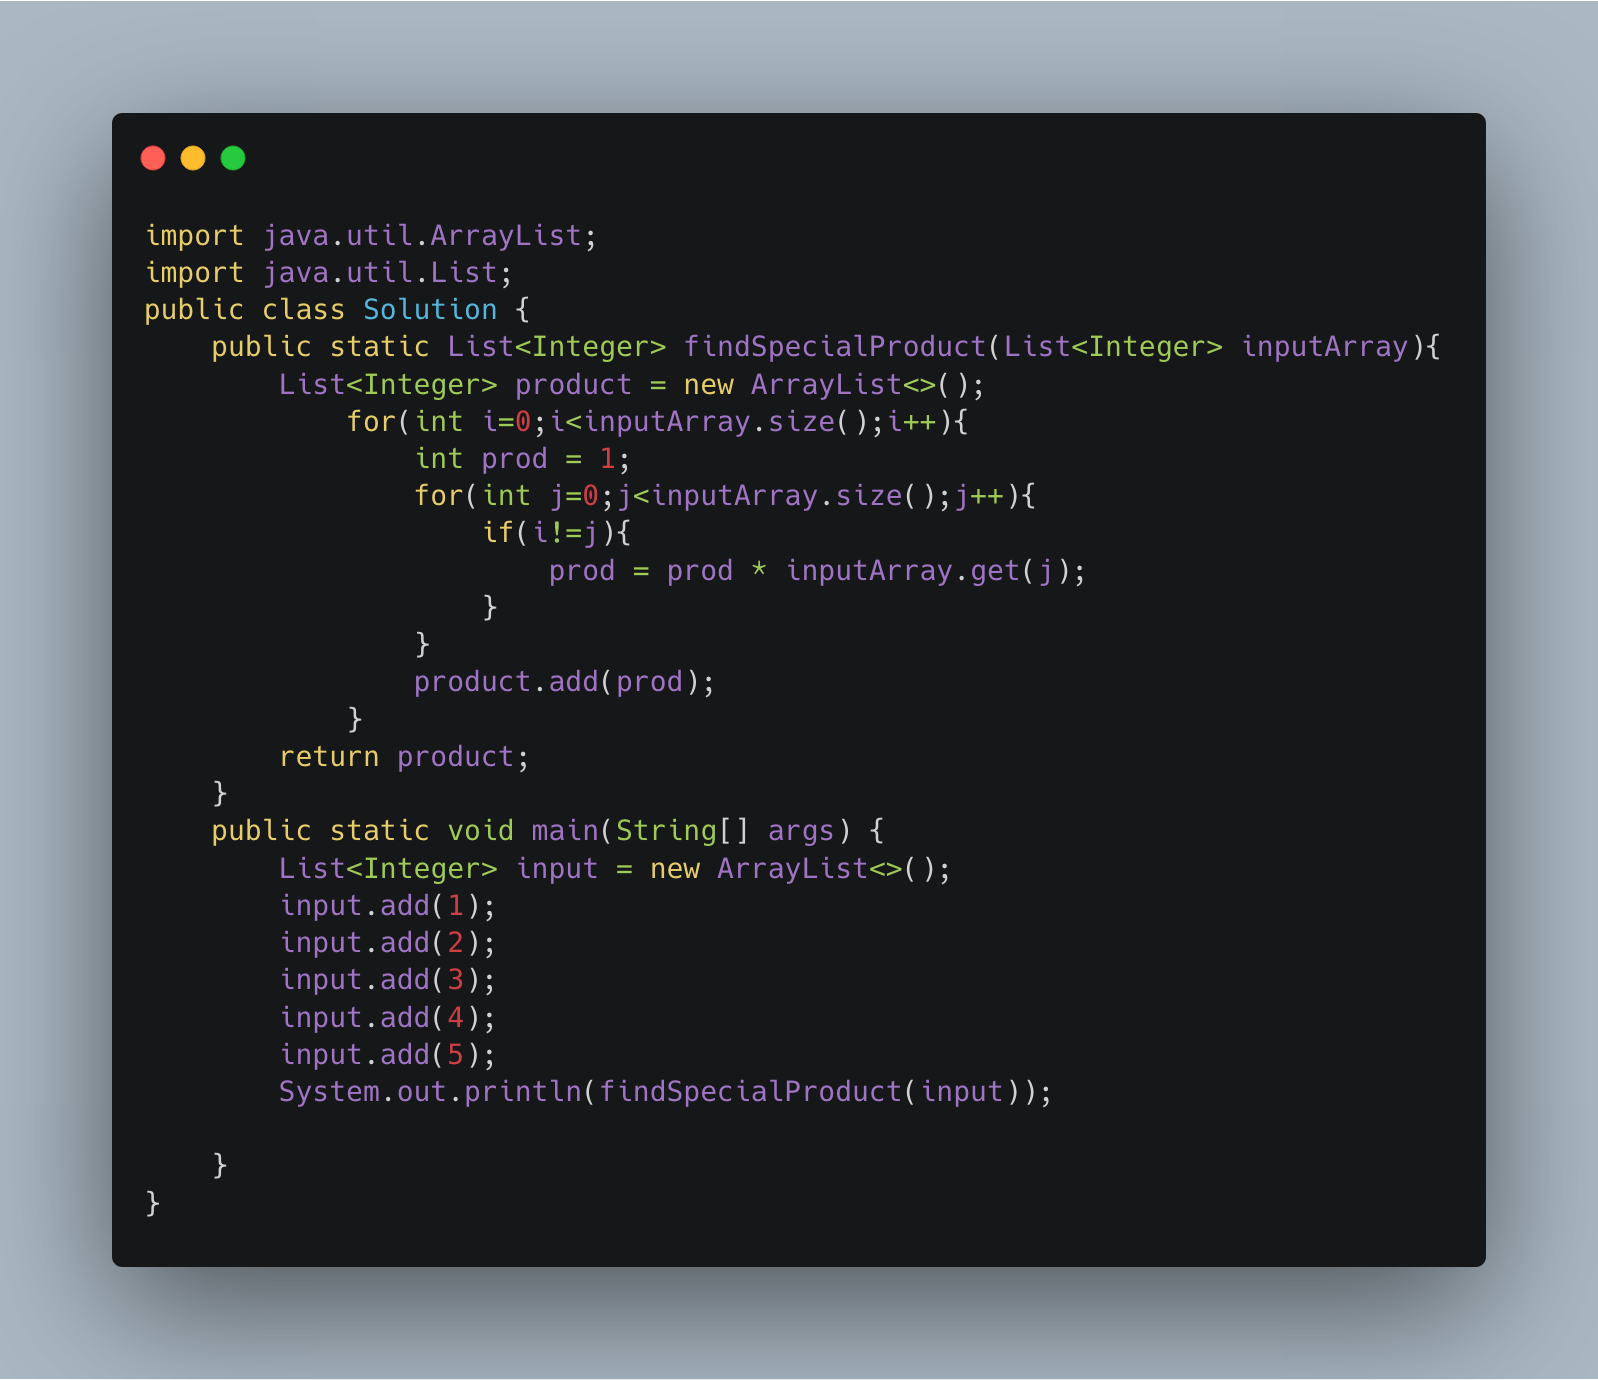 import java.util.ArrayList;
import java.util.List;
public class Solution {
    public static List<Integer> findSpecialProduct(List<Integer> inputArray){
        List<Integer> product = new ArrayList<>();
            for(int i=0;i<inputArray.size();i++){
                int prod = 1;
                for(int j=0;j<inputArray.size();j++){
                    if(i!=j){
                        prod = prod * inputArray.get(j);
                    }
                }
                product.add(prod);
            }
        return product;
    }
    public static void main(String[] args) {
        List<Integer> input = new ArrayList<>();
        input.add(1);
        input.add(2);
        input.add(3);
        input.add(4);
        input.add(5);
        System.out.println(findSpecialProduct(input));

    }
}